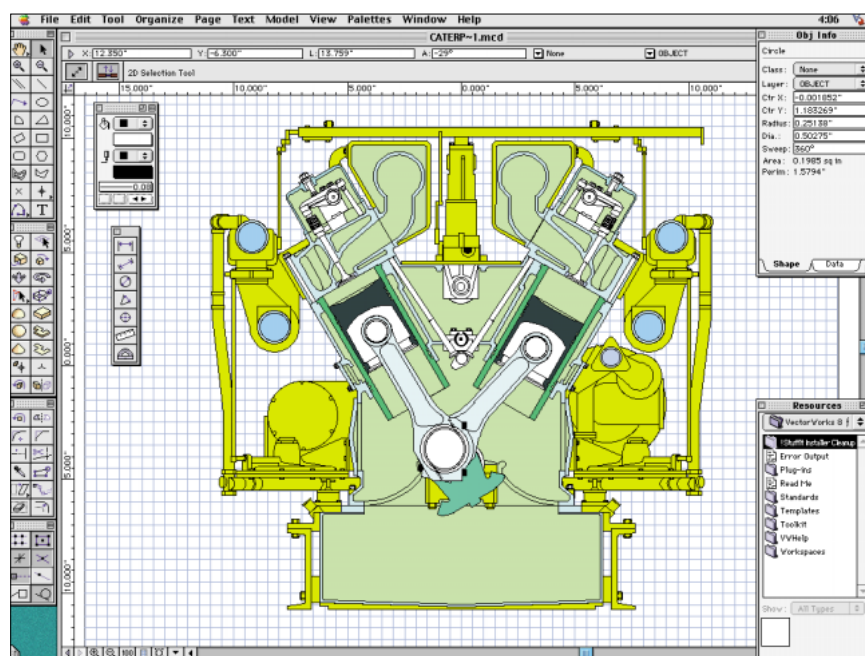 File Edit Tool Organize Page Text Model View Palettes Window Help 4:06
CATERP~1.mcd
X: 12.350" Y: -6.300" L: 13.759" A: -29° None OBJECT
2D Selection Tool
15.000" 10.000" 5.000" 0.000" 5.000" 10.000"
10.000"
5.000"
0.000"
5.000"
10.000"
T
0.08
100
Obj Info
Circle
Class: None
Layer: OBJECT
Ctr X: -0.001852"
Ctr Y: 1.183269"
Radius: 0.25138"
Dia.: 0.50275"
Sweep: 360°
Area: 0.1985 sq in
Perim: 1.5794"
Shape Data
Resources
VectorWorks 8
!StuffIt Installer Cleanup
Error Output
Plug-ins
Read Me
Standards
Templates
Toolkit
VWHelp
Workspaces
Show: All Types